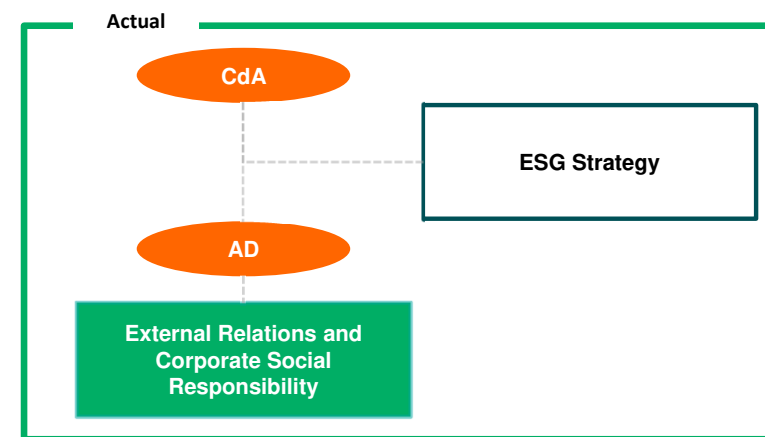 Actual
CdA
ESG Strategy
AD
External Relations and
Corporate Social
Responsibility